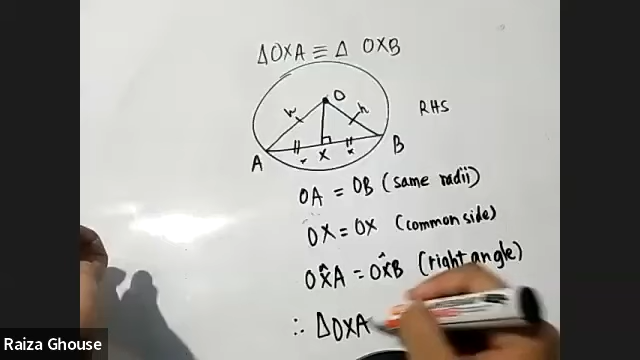 ΔOXA ≡ Δ OXB
O
h
h
RHS
A
X
B
OA = OB (same radii)
OX = OX (common side)
OX̂A = OX̂B (right angle)
∴ ΔOXA
Raiza Ghouse